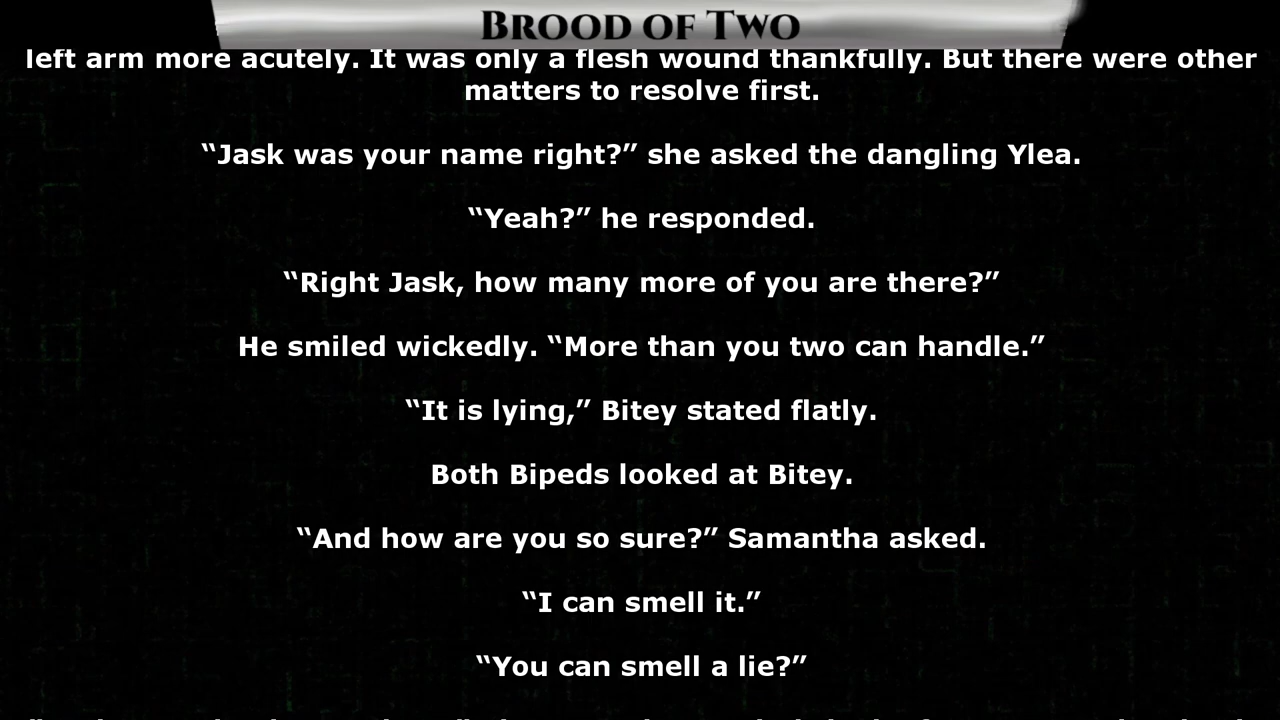 Brood of Two
left arm more acutely. It was only a flesh wound thankfully. But there were other
matters to resolve first.
“Jask was your name right?” she asked the dangling Ylea.
“Yeah?” he responded.
“Right Jask, how many more of you are there?”
He smiled wickedly. “More than you two can handle.”
“It is lying,” Bitey stated flatly.
Both Bipeds looked at Bitey.
“And how are you so sure?” Samantha asked.
“I can smell it.”
“You can smell a lie?”